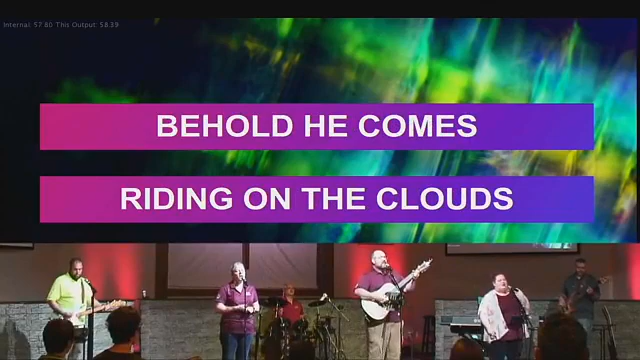 Internal: 57.80 This Output: 58.39
BEHOLD HE COMES
RIDING ON THE CLOUDS